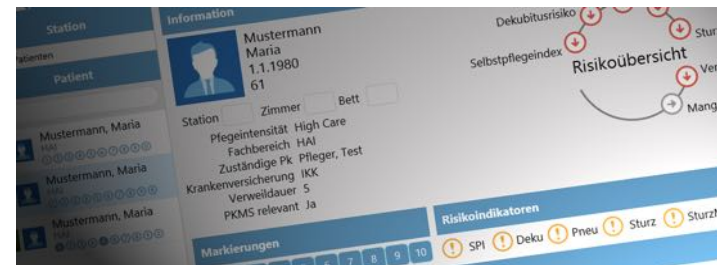 Station
Patienten
Patient
Mustermann, Maria
HAI
Mustermann, Maria
HAI
Mustermann, Maria
Information
Mustermann
Maria
1.1.1980
61
Station Zimmer Bett
Pfegeintensität High Care
Fachbereich HAI
Zuständige Pk Pfleger, Test
Krankenversicherung IKK
Verweildauer 5
PKMS relevant Ja
Markierungen
7 8 9 10
Dekubitusrisiko
Selbstpflegeindex
Risikoübersicht
Risikoindikatoren
SPI Deku Pneu Sturz